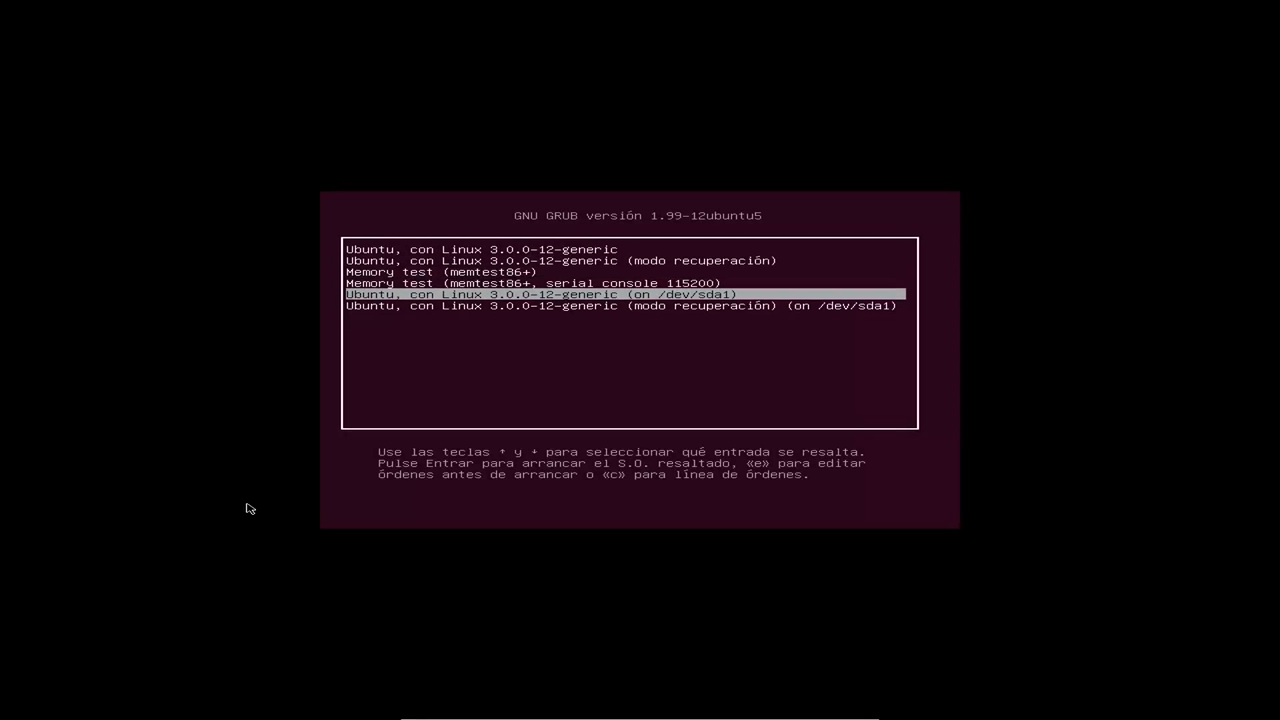 GNU GRUB versión 1.99-12ubuntu5
Ubuntu, con Linux 3.0.0-12-generic
Ubuntu, con Linux 3.0.0-12-generic (modo recuperación)
Memory test (memtest86+)
Memory test (memtest86+, serial console 115200)
Ubuntu, con Linux 3.0.0-12-generic (on /dev/sda1)
Ubuntu, con Linux 3.0.0-12-generic (modo recuperación) (on /dev/sda1)
Use las teclas ↑ y ↓ para seleccionar qué entrada se resalta.
Pulse Entrar para arrancar el S.O. resaltado, «e» para editar
órdenes antes de arrancar o «c» para línea de órdenes.